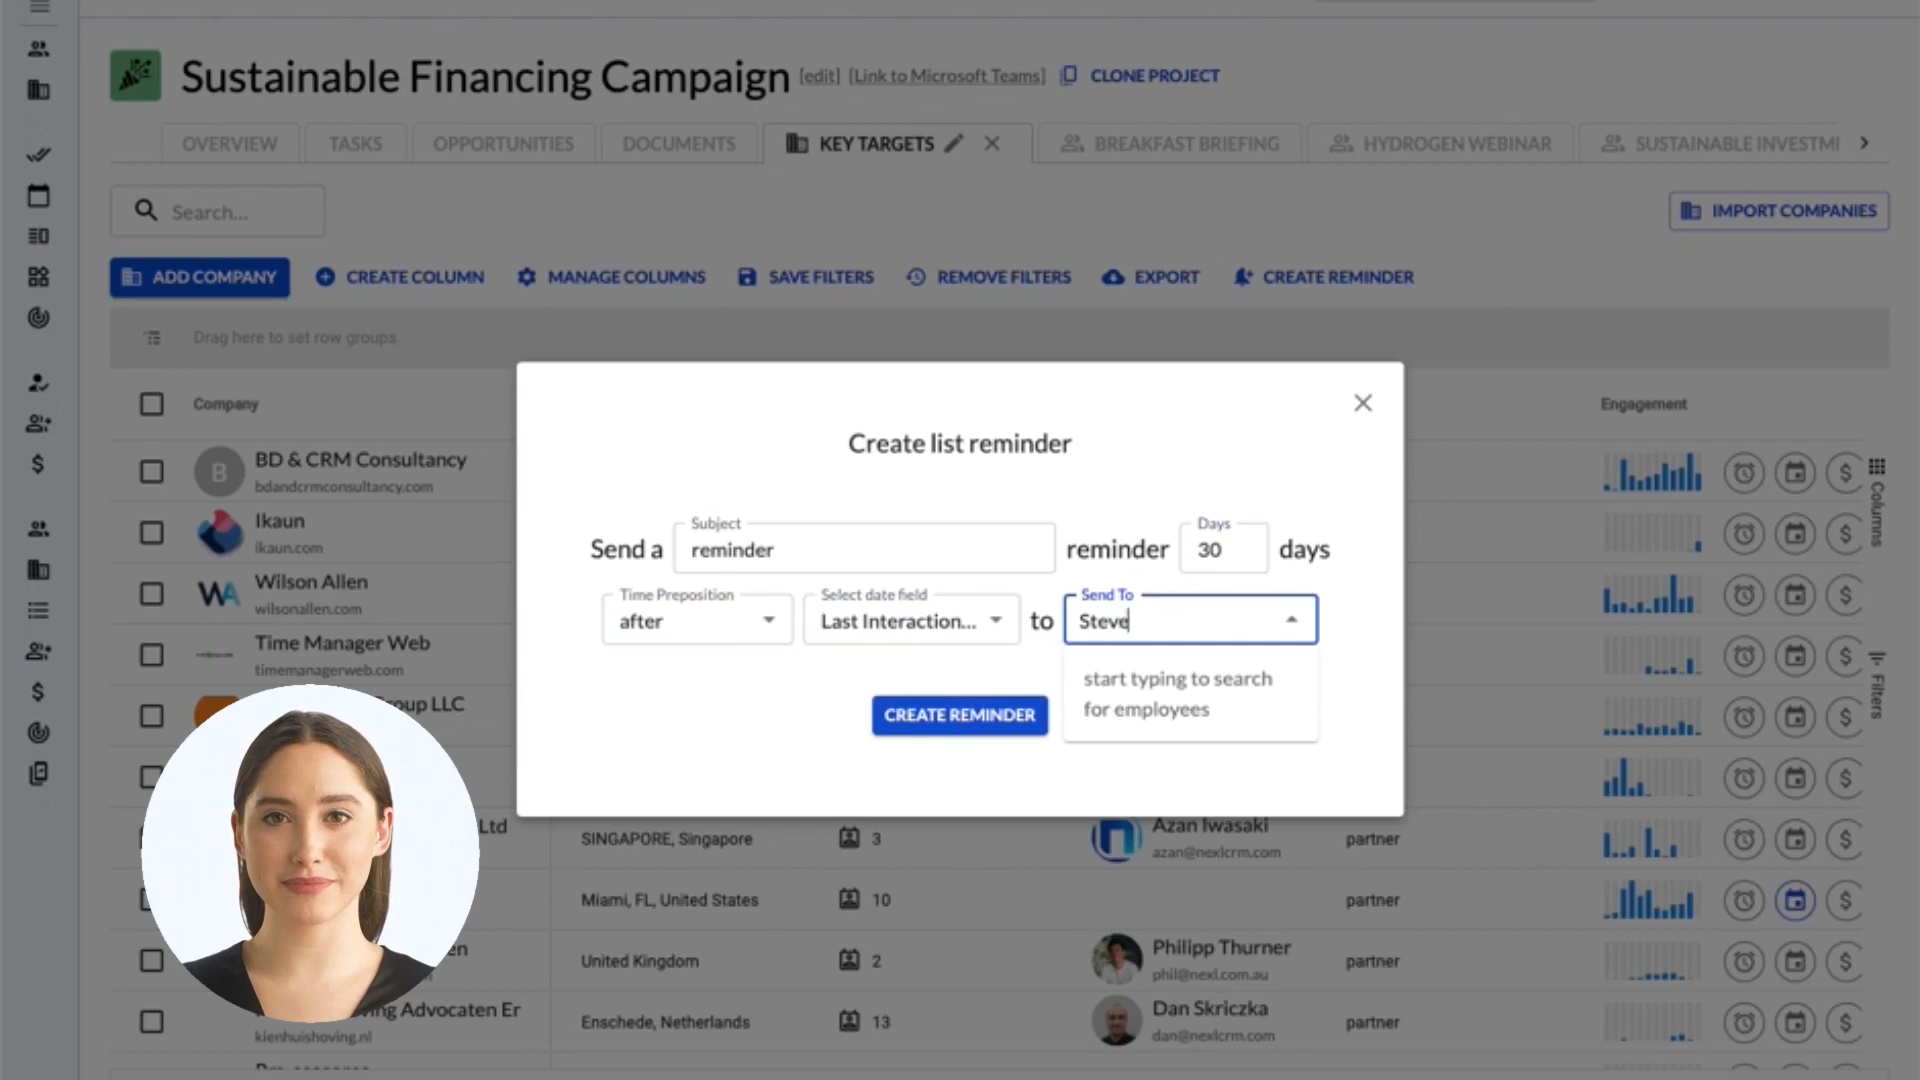 Sustainable Financing Campaign [edit] [Link to Microsoft Teams] CLONE PROJECT
OVERVIEW TASKS OPPORTUNITIES DOCUMENTS KEY TARGETS BREAKFAST BRIEFING HYDROGEN WEBINAR SUSTAINABLE INVESTMI
Search...
IMPORT COMPANIES
ADD COMPANY CREATE COLUMN MANAGE COLUMNS SAVE FILTERS REMOVE FILTERS EXPORT CREATE REMINDER
Drag here to set row groups
Company Engagement
B BD & CRM Consultancy
bdandcrmconsultancy.com
Ikaun
ikaun.com
WA Wilson Allen
wilsonallen.com
Time Manager Web
timemanagerweb.com
oup LLC
Columns
Filters
Create list reminder
Subject Days
Send a reminder reminder 30 days
Time Preposition Select date field Send To
after Last Interaction... to Steve
start typing to search
for employees
CREATE REMINDER
Ltd SINGAPORE, Singapore 3 Azan Iwasaki partner
azan@nexlcrm.com
Miami, FL, United States 10 partner
en United Kingdom 2 Philipp Thurner partner
phil@nexl.com.au
ng Advocaten Er Enschede, Netherlands 13 Dan Skriczka partner
kienhuishoving.nl dan@nexlcrm.com